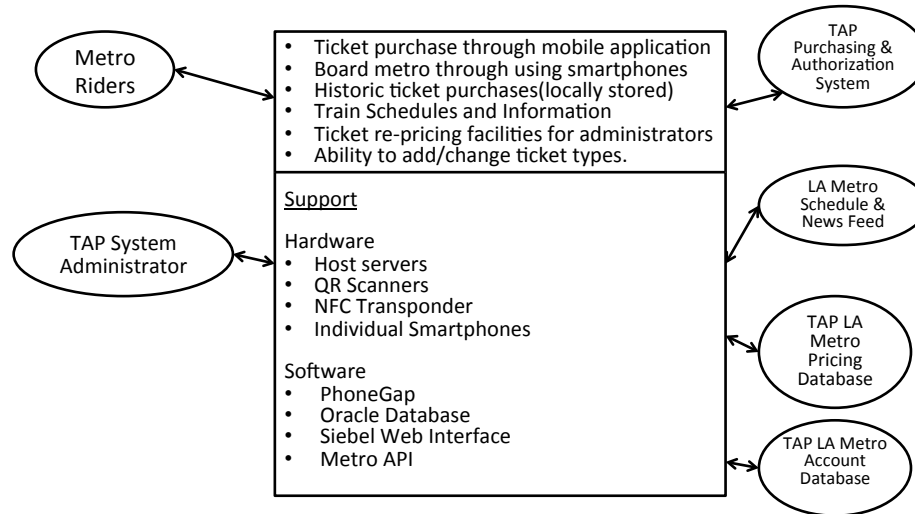 Metro
Riders
TAP System
Administrator
• Ticket purchase through mobile application
• Board metro through using smartphones
• Historic ticket purchases(locally stored)
• Train Schedules and Information
• Ticket re-pricing facilities for administrators
• Ability to add/change ticket types.
Support
Hardware
• Host servers
• QR Scanners
• NFC Transponder
• Individual Smartphones
Software
• PhoneGap
• Oracle Database
• Siebel Web Interface
• Metro API
TAP
Purchasing &
Authorization
System
LA Metro
Schedule &
News Feed
TAP LA
Metro
Pricing
Database
TAP LA Metro
Account
Database